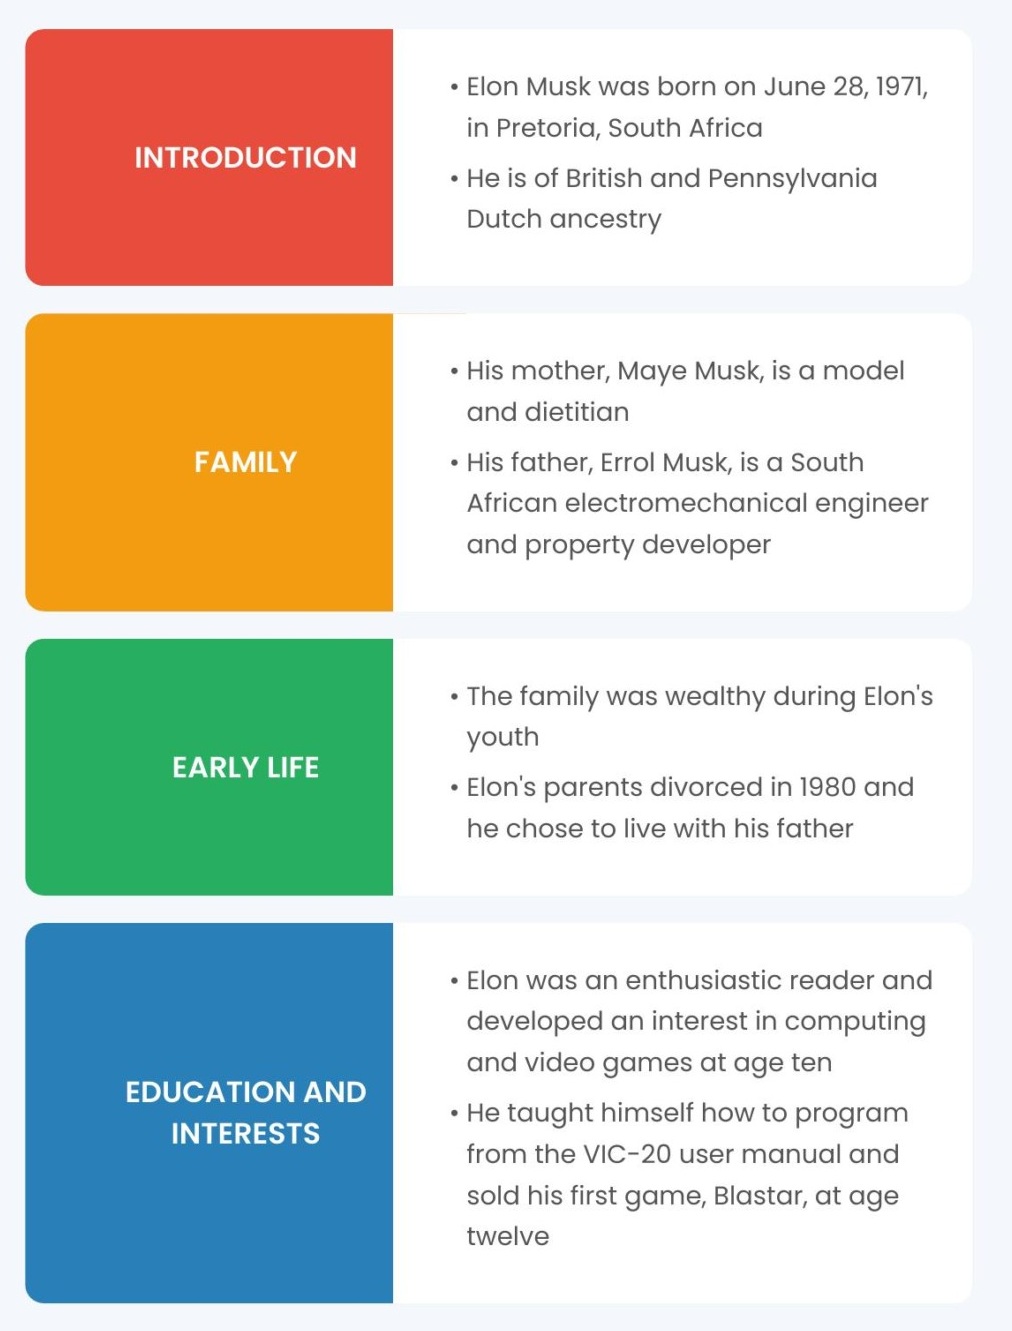 INTRODUCTION
• Elon Musk was born on June 28, 1971,
in Pretoria, South Africa
• He is of British and Pennsylvania
Dutch ancestry
FAMILY
• His mother, Maye Musk, is a model
and dietitian
• His father, Errol Musk, is a South
African electromechanical engineer
and property developer
EARLY LIFE
• The family was wealthy during Elon's
youth
• Elon's parents divorced in 1980 and
he chose to live with his father
EDUCATION AND
INTERESTS
• Elon was an enthusiastic reader and
developed an interest in computing
and video games at age ten
• He taught himself how to program
from the VIC-20 user manual and
sold his first game, Blastar, at age
twelve